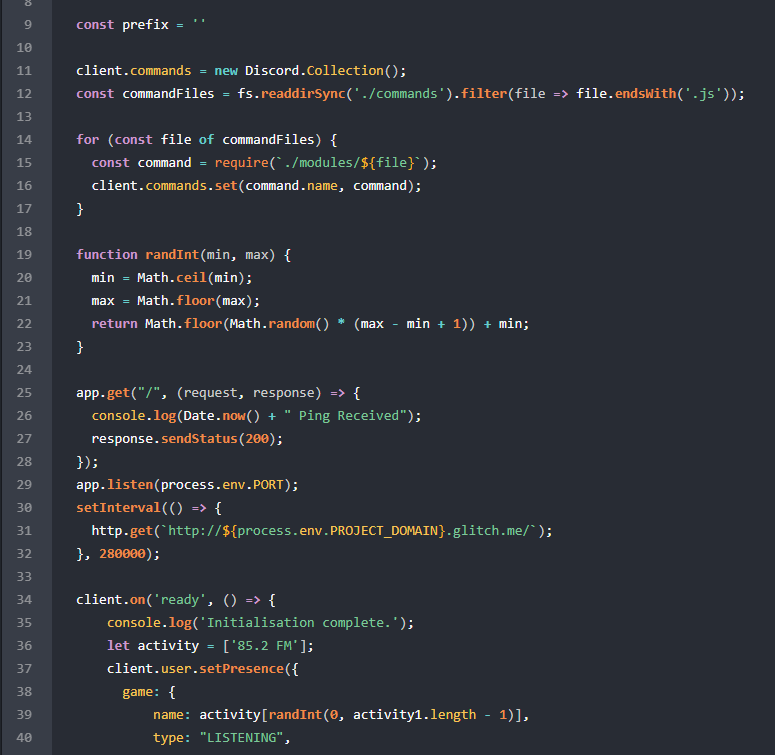 8
9 const prefix = ''
10
11 client.commands = new Discord.Collection();
12 const commandFiles = fs.readdirSync('./commands').filter(file => file.endsWith('.js'));
13
14 for (const file of commandFiles) {
15 const command = require(`./modules/${file}`);
16 client.commands.set(command.name, command);
17 }
18
19 function randInt(min, max) {
20 min = Math.ceil(min);
21 max = Math.floor(max);
22 return Math.floor(Math.random() * (max - min + 1)) + min;
23 }
24
25 app.get("/", (request, response) => {
26 console.log(Date.now() + " Ping Received");
27 response.sendStatus(200);
28 });
29 app.listen(process.env.PORT);
30 setInterval(() => {
31 http.get(`http://${process.env.PROJECT_DOMAIN}.glitch.me/`);
32 }, 280000);
33
34 client.on('ready', () => {
35 console.log('Initialisation complete.');
36 let activity = ['85.2 FM'];
37 client.user.setPresence({
38 game: {
39 name: activity[randInt(0, activity1.length - 1)],
40 type: "LISTENING",